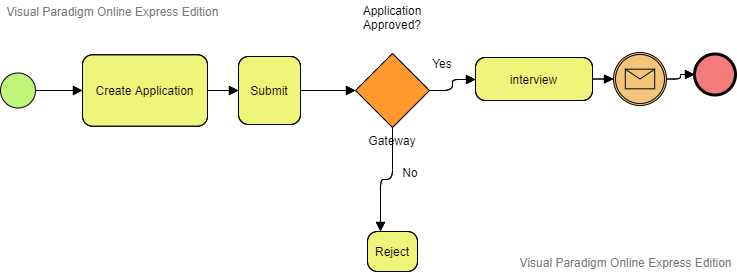 Visual Paradigm Online Express Edition
Application
Approved?
Yes
Create Application
Submit
interview
Gateway
No
Reject
Visual Paradigm Online Express Edition